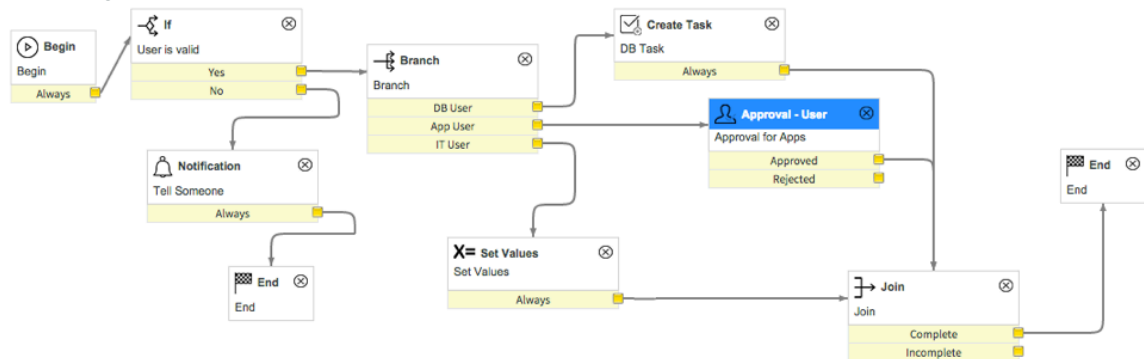 Begin
Begin
Always
If
User is valid
Yes
No
Notification
Tell Someone
Always
End
End
Branch
Branch
DB User
App User
IT User
Create Task
DB Task
Always
Approval - User
Approval for Apps
Approved
Rejected
X= Set Values
Set Values
Always
Join
Join
Complete
Incomplete
End
End